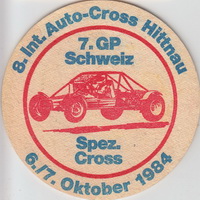 8. Int. Auto-Cross Hittnau
7. GP
Schweiz
Spez.
Cross
6./7. Oktober 1984